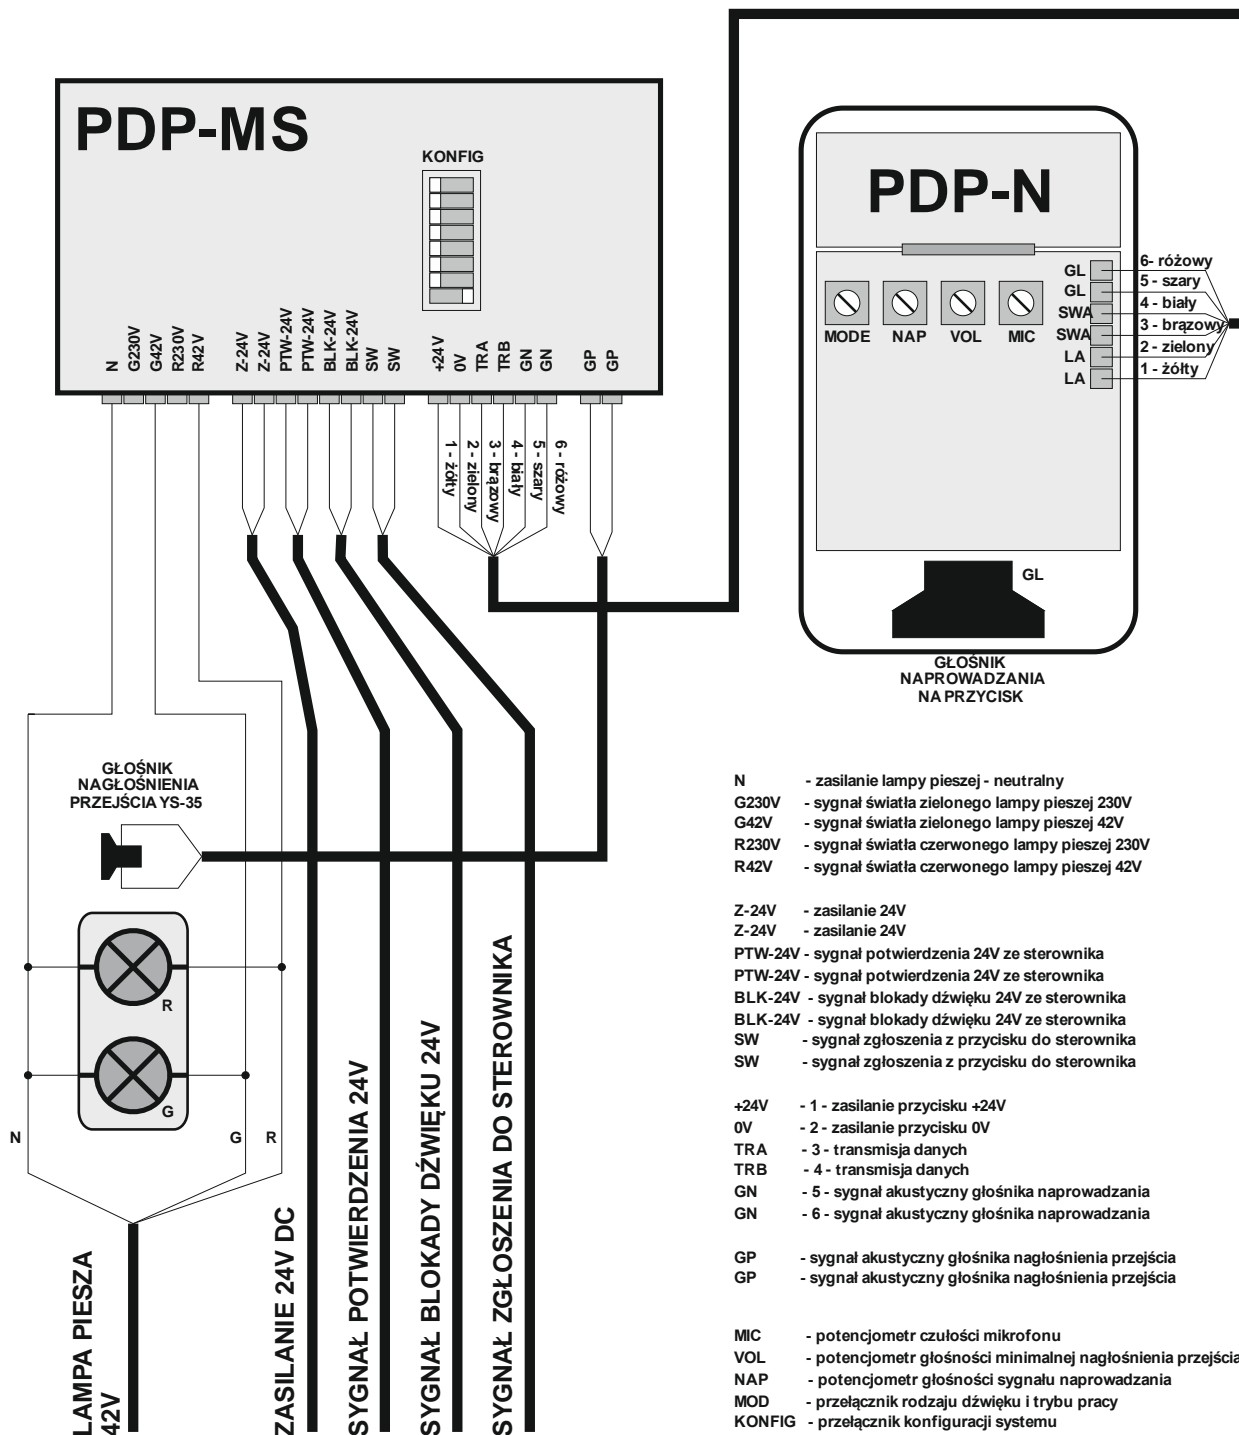 PDP-MS
KONFIG
N
G230V
G42V
R230V
R42V
Z-24V
Z-24V
PTW-24V
PTW-24V
BLK-24V
BLK-24V
SW
SW
+24V
0V
TRA
TRB
GN
GN
GP
GP
1 - żółty
2 - zielony
3 - brązowy
4 - biały
5 - szary
6 - różowy
PDP-N
MODE
NAP
VOL
MIC
GL
GL
SWA
SWA
LA
LA
6- różowy
5 - szary
4 - biały
3 - brązowy
2 - zielony
1 - żółty
GL
GŁOŚNIK
NAPROWADZANIA
NA PRZYCISK
GŁOŚNIK
NAGŁOŚNIENIA
PRZEJŚCIA YS-35
R
G
N
G
R
LAMPA PIESZA
42V
ZASILANIE 24V DC
SYGNAŁ POTWIERDZENIA 24V
SYGNAŁ BLOKADY DŹWIĘKU 24V
SYGNAŁ ZGŁOSZENIA DO STEROWNIKA
N - zasilanie lampy pieszej - neutralny
G230V - sygnał światła zielonego lampy pieszej 230V
G42V - sygnał światła zielonego lampy pieszej 42V
R230V - sygnał światła czerwonego lampy pieszej 230V
R42V - sygnał światła czerwonego lampy pieszej 42V
Z-24V - zasilanie 24V
Z-24V - zasilanie 24V
PTW-24V - sygnał potwierdzenia 24V ze sterownika
PTW-24V - sygnał potwierdzenia 24V ze sterownika
BLK-24V - sygnał blokady dźwięku 24V ze sterownika
BLK-24V - sygnał blokady dźwięku 24V ze sterownika
SW - sygnał zgłoszenia z przycisku do sterownika
SW - sygnał zgłoszenia z przycisku do sterownika
+24V - 1 - zasilanie przycisku +24V
0V - 2 - zasilanie przycisku 0V
TRA - 3 - transmisja danych
TRB - 4 - transmisja danych
GN - 5 - sygnał akustyczny głośnika naprowadzania
GN - 6 - sygnał akustyczny głośnika naprowadzania
GP - sygnał akustyczny głośnika nagłośnienia przejścia
GP - sygnał akustyczny głośnika nagłośnienia przejścia
MIC - potencjometr czułości mikrofonu
VOL - potencjometr głośności minimalnej nagłośnienia przejścia
NAP - potencjometr głośności sygnału naprowadzania
MOD - przełącznik rodzaju dźwięku i trybu pracy
KONFIG - przełącznik konfiguracji systemu